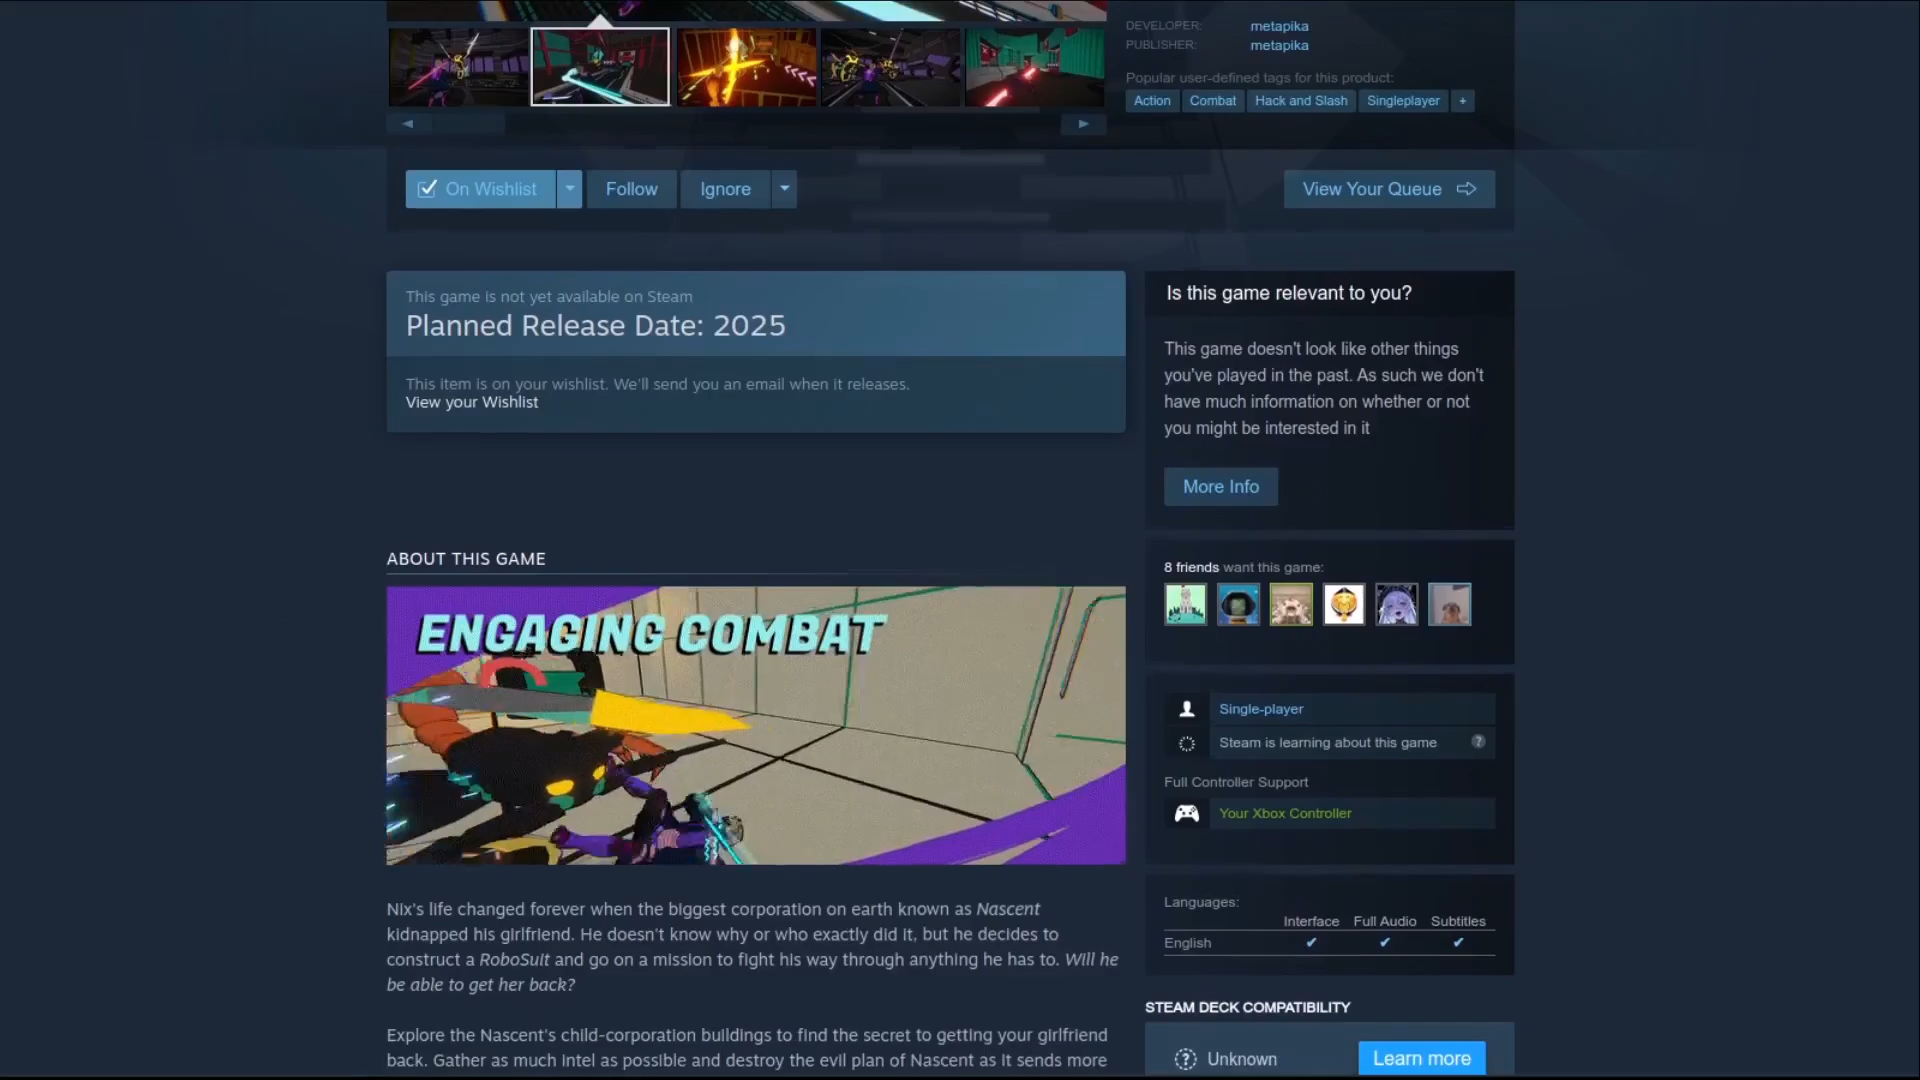 DEVELOPER: metapika
PUBLISHER: metapika
Popular user-defined tags for this product:
Action Combat Hack and Slash Singleplayer +
On Wishlist Follow Ignore View Your Queue
This game is not yet available on Steam
Planned Release Date: 2025
This item is on your wishlist. We'll send you an email when it releases.
View your Wishlist
ABOUT THIS GAME
ENGAGING COMBAT
Nix's life changed forever when the biggest corporation on earth known as Nascent
kidnapped his girlfriend. He doesn't know why or who exactly did it, but he decides to
construct a RoboSuit and go on a mission to fight his way through anything he has to. Will he
be able to get her back?
Explore the Nascent's child-corporation buildings to find the secret to getting your girlfriend
back. Gather as much intel as possible and destroy the evil plan of Nascent as it sends more
Is this game relevant to you?
This game doesn't look like other things
you've played in the past. As such we don't
have much information on whether or not
you might be interested in it
More Info
8 friends want this game:
Single-player
Steam is learning about this game ?
Full Controller Support
Your Xbox Controller
Languages:
Interface Full Audio Subtitles
English ✔ ✔ ✔
STEAM DECK COMPATIBILITY
Unknown Learn more